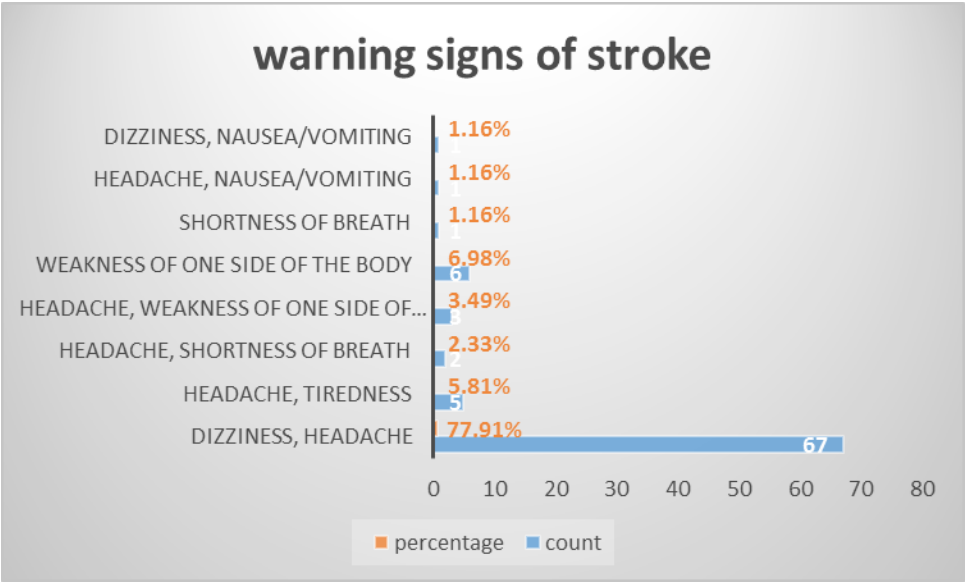 warning signs of stroke
DIZZINESS, NAUSEA/VOMITING 1.16% 1
HEADACHE, NAUSEA/VOMITING 1.16% 1
SHORTNESS OF BREATH 1.16% 1
WEAKNESS OF ONE SIDE OF THE BODY 6.98% 6
HEADACHE, WEAKNESS OF ONE SIDE OF... 3.49% 3
HEADACHE, SHORTNESS OF BREATH 2.33% 2
HEADACHE, TIREDNESS 5.81% 5
DIZZINESS, HEADACHE 77.91% 67
0 10 20 30 40 50 60 70 80
percentage count